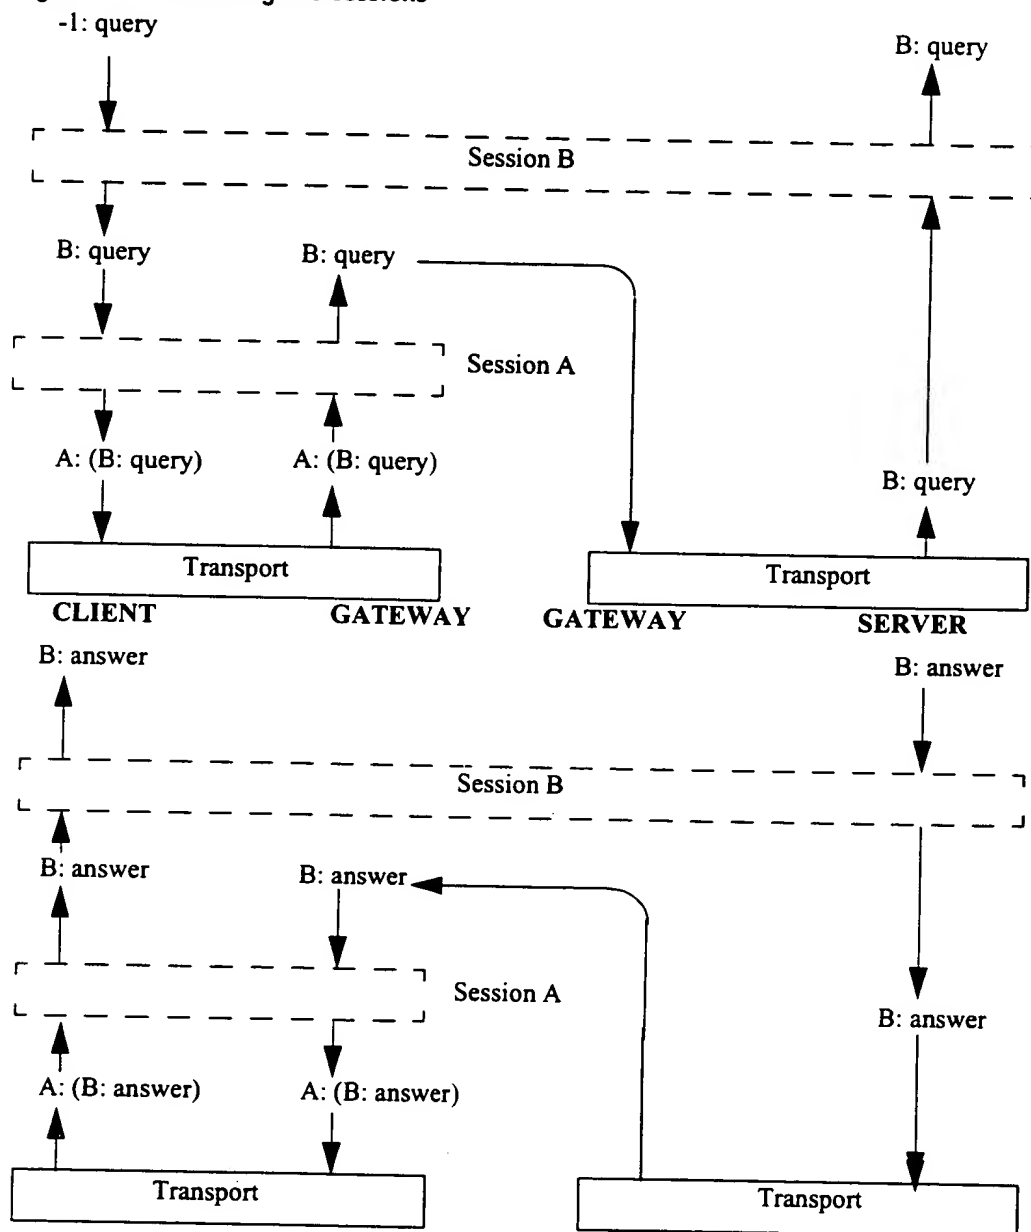 sessions
-1: query
B: query
Session B
B: query
B: query
Session A
A: (B: query)
A: (B: query)
B: query
Transport
Transport
CLIENT
GATEWAY
GATEWAY
SERVER
B: answer
B: answer
Session B
B: answer
B: answer
Session A
B: answer
A: (B: answer)
A: (B: answer)
Transport
Transport